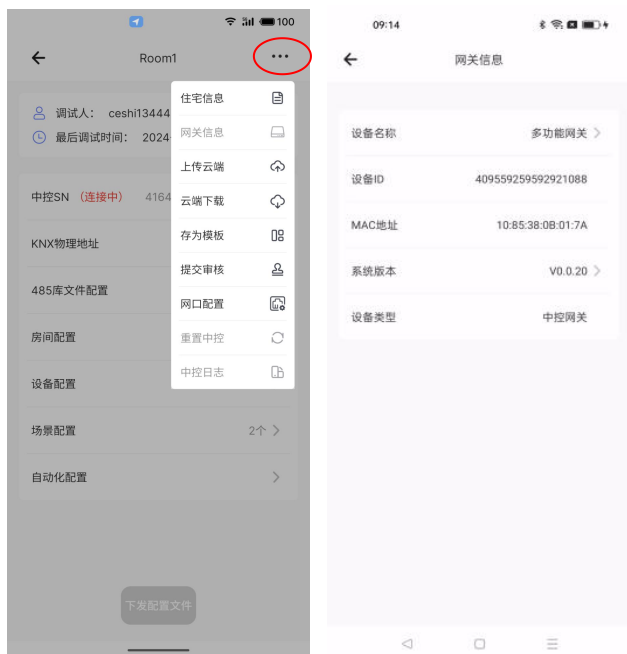 100
Room1
调试人： ceshi13444
最后调试时间： 2024-
中控SN （连接中） 4164
KNX物理地址
485库文件配置
房间配置
设备配置
场景配置 2个
自动化配置
下发配置文件
住宅信息
网关信息
上传云端
云端下载
存为模板
提交审核
网口配置
重置中控
中控日志
09:14
网关信息
设备名称 多功能网关
设备ID 409559259592921088
MAC地址 10:85:38:0B:01:7A
系统版本 V0.0.20
设备类型 中控网关